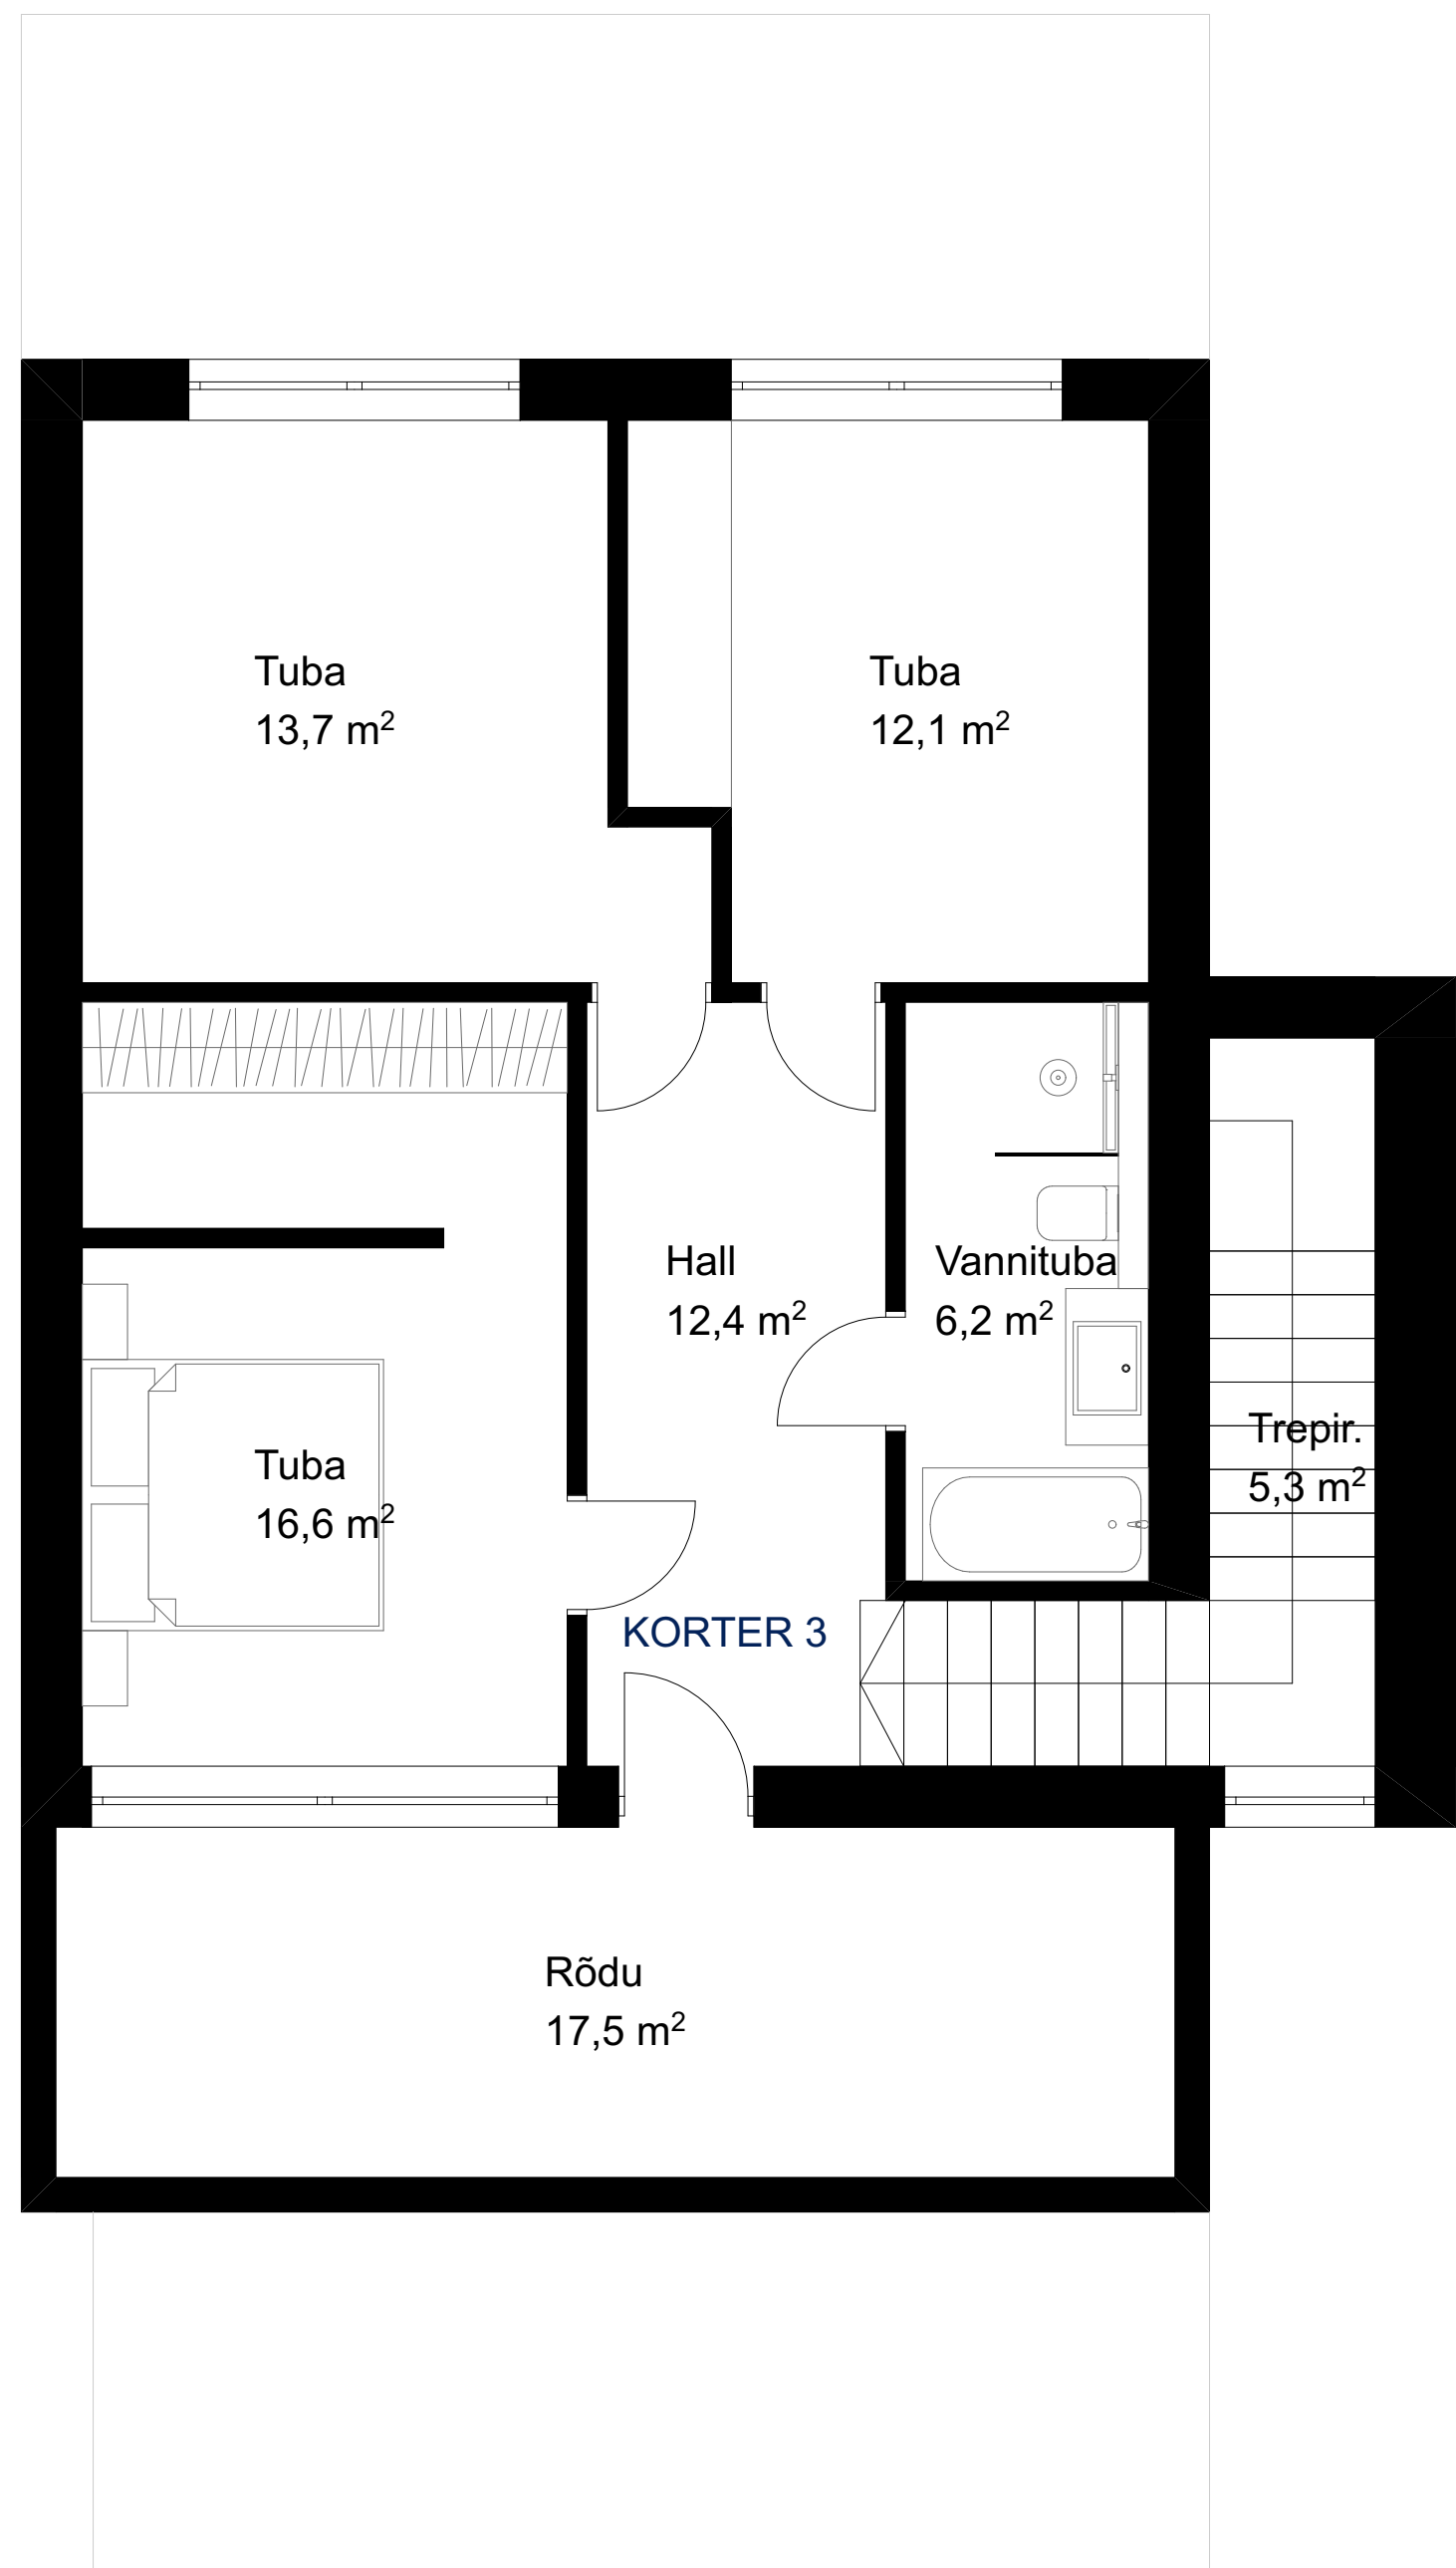 Tuba
13,7 m²
Tuba
12,1 m²
Hall
12,4 m²
Vannituba
6,2 m²
Trepir.
5,3 m²
Tuba
16,6 m²
KORTER 3
Rõdu
17,5 m²